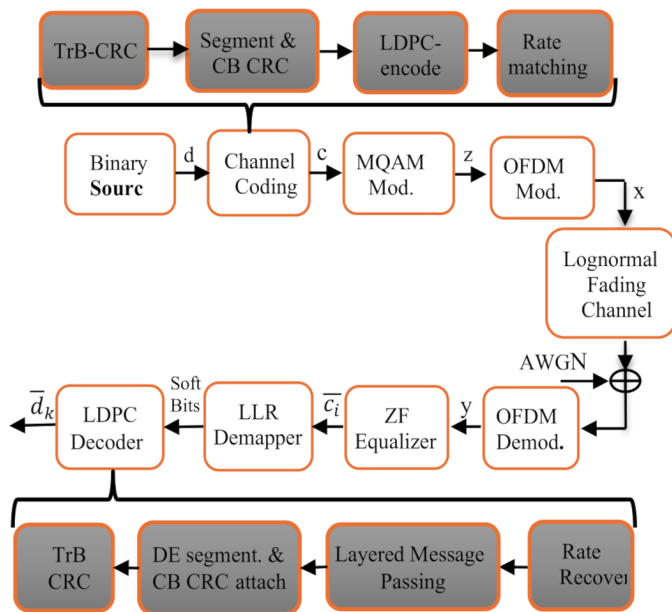 TrB-CRC
Segment &
CB CRC
LDPC-
encode
Rate
matching
Binary
Sourc
d
Channel
Coding
c
MQAM
Mod.
z
OFDM
Mod.
x
Lognormal
Fading
Channel
AWGN
d̅k
LDPC
Decoder
Soft
Bits
LLR
Demapper
c̅i
ZF
Equalizer
y
OFDM
Demod.
TrB
CRC
DE segment. &
CB CRC attach
Layered Message
Passing
Rate
Recover